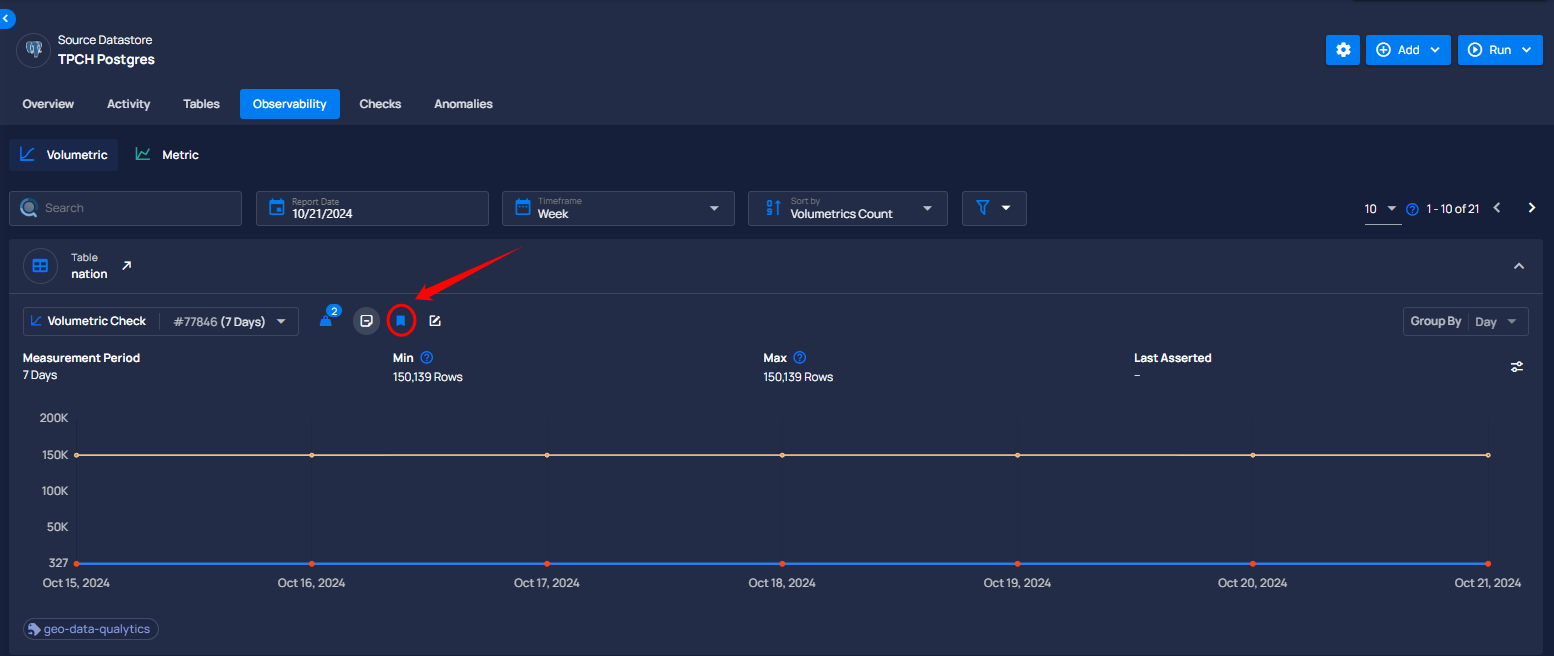 Source Datastore
TPCH Postgres
Add
Run
Overview
Activity
Tables
Observability
Checks
Anomalies
Volumetric
Metric
Search
Report Date
10/21/2024
Timeframe
Week
Sort by
Volumetrics Count
10
1 - 10 of 21
Table
nation
Volumetric Check
#77846 (7 Days)
2
Group By
Day
Measurement Period
7 Days
Min
150,139 Rows
Max
150,139 Rows
Last Asserted
–
200K
150K
100K
50K
327
Oct 15, 2024
Oct 16, 2024
Oct 17, 2024
Oct 18, 2024
Oct 19, 2024
Oct 20, 2024
Oct 21, 2024
geo-data-qualytics